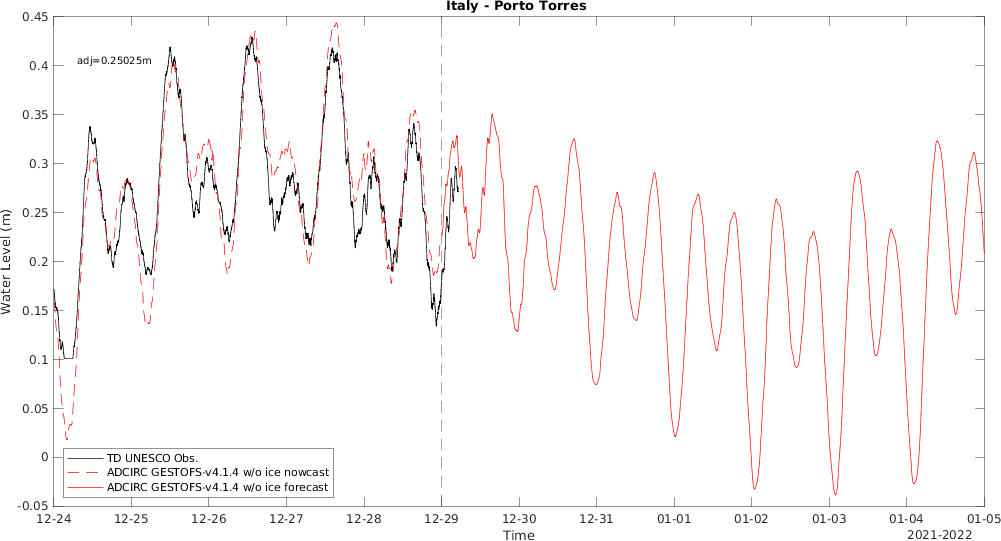 Italy - Porto Torres
adj=0.25025m
Water Level (m)
0.45
0.4
0.35
0.3
0.25
0.2
0.15
0.1
0.05
0
-0.05
TD UNESCO Obs.
ADCIRC GESTOFS-v4.1.4 w/o ice nowcast
ADCIRC GESTOFS-v4.1.4 w/o ice forecast
12-24 12-25 12-26 12-27 12-28 12-29 12-30 12-31 01-01 01-02 01-03 01-04 01-05
Time
2021-2022